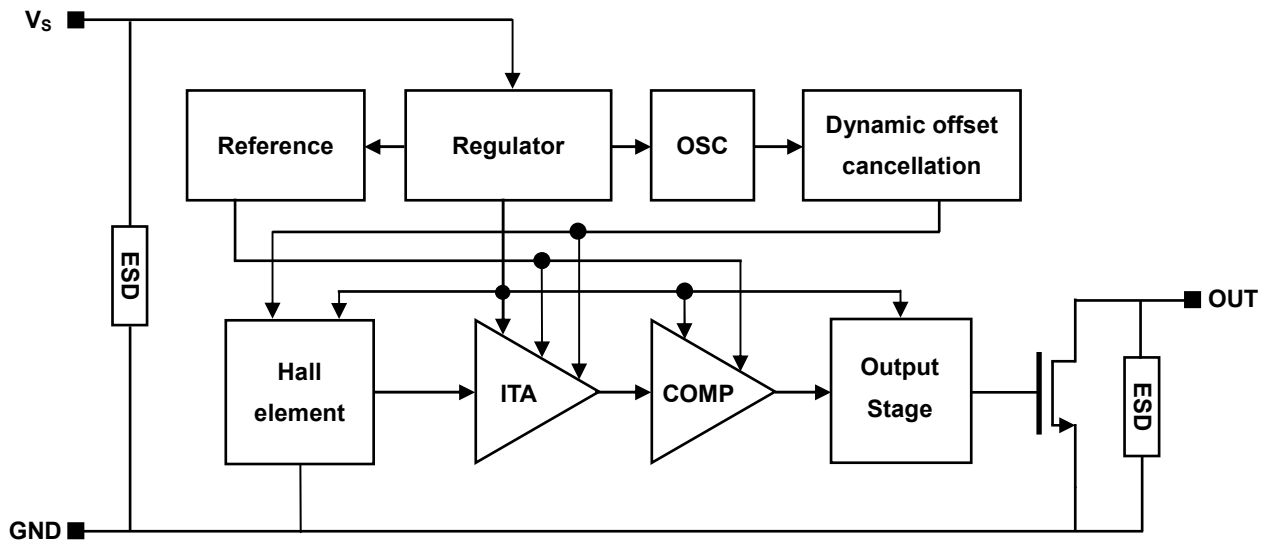 VS
Reference
Regulator
OSC
Dynamic offset
cancellation
ESD
OUT
Hall
element
ITA
COMP
Output
Stage
ESD
GND